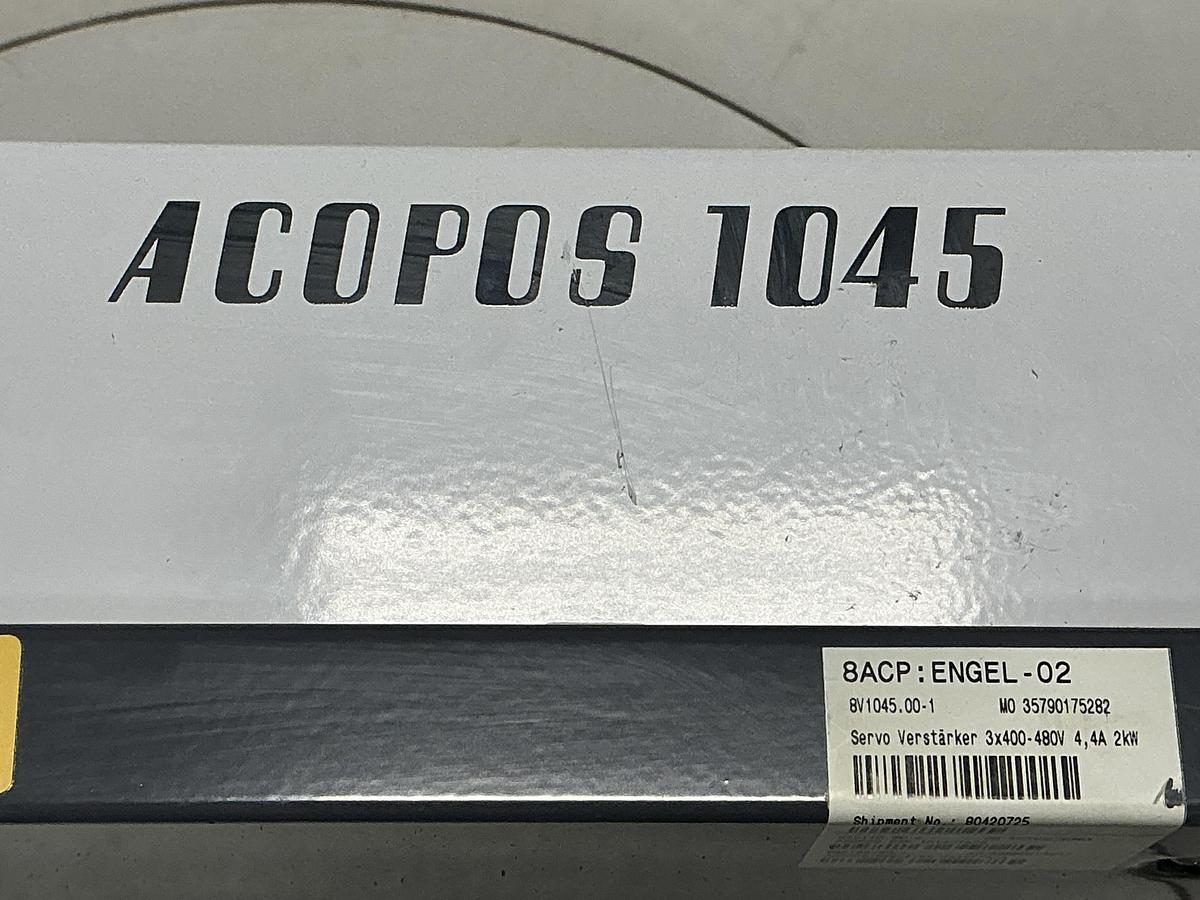 ACOPOS 1045
8ACP:ENGEL-02
8V1045.00-1 MO 35790175282
Servo Verstärker 3x400-480V 4,4A 2kW
Shipment No.: 90420725